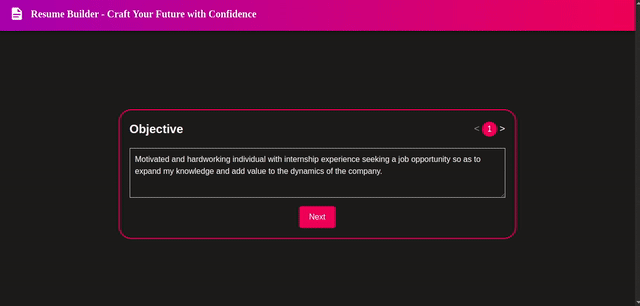 Resume Builder - Craft Your Future with Confidence
Objective
< 1 >
Motivated and hardworking individual with internship experience seeking a job opportunity so as to
expand my knowledge and add value to the dynamics of the company.
Next